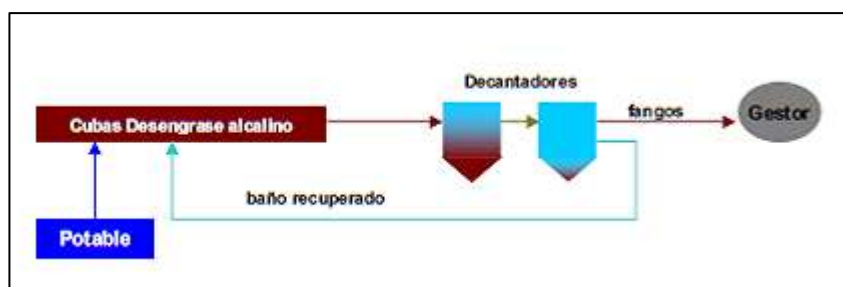 Decantadores
Cubas Desengrase alcalino
fangos
Gestor
baño recuperado
Potable